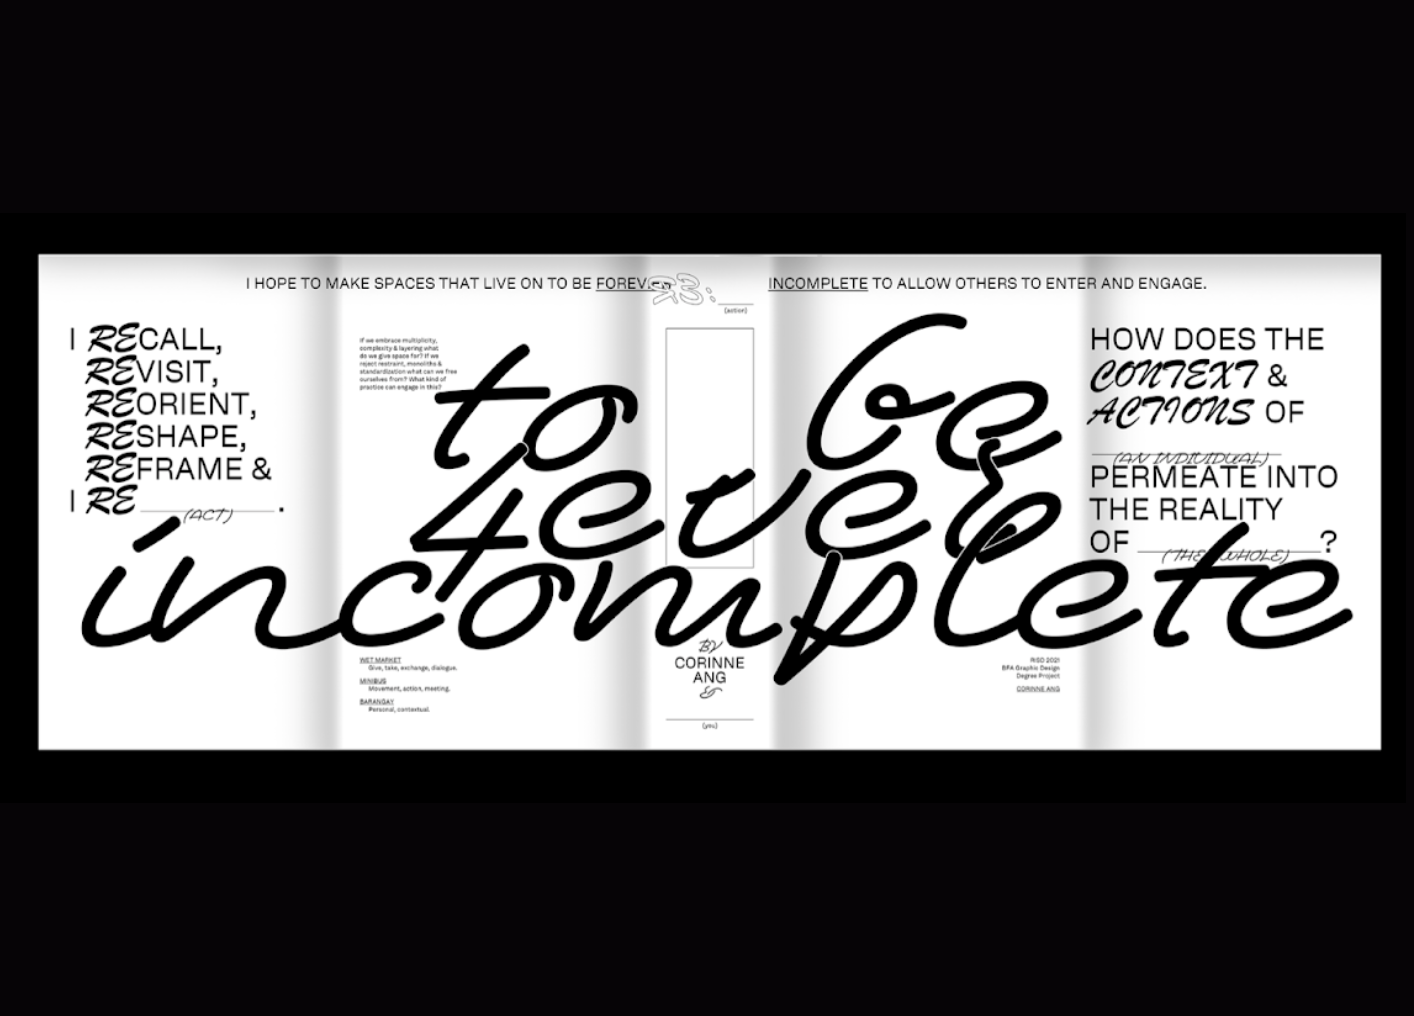 I HOPE TO MAKE SPACES THAT LIVE ON TO BE FOREVER INCOMPLETE TO ALLOW OTHERS TO ENTER AND ENGAGE.
RE:
(action)
I RECALL,
REVISIT,
REORIENT,
RESHAPE,
REFRAME &
I RE (ACT) .
If we embrace multiplicity,
complexity & layering what
do we give space for? If we
reject restraint, monoliths &
standardization what can we free
ourselves from? What kind of
practice can engage in this?
to be
4ever
incomplete
HOW DOES THE
CONTEXT &
ACTIONS OF
(AN INDIVIDUAL)
PERMEATE INTO
THE REALITY
OF (THE WHOLE) ?
WET MARKET
Give, take, exchange, dialogue.
MINIBUS
Movement, action, meeting.
BARANGAY
Personal, contextual.
BY
CORINNE
ANG
&
(you)
RISD 2021
BFA Graphic Design
Degree Project
CORINNE ANG